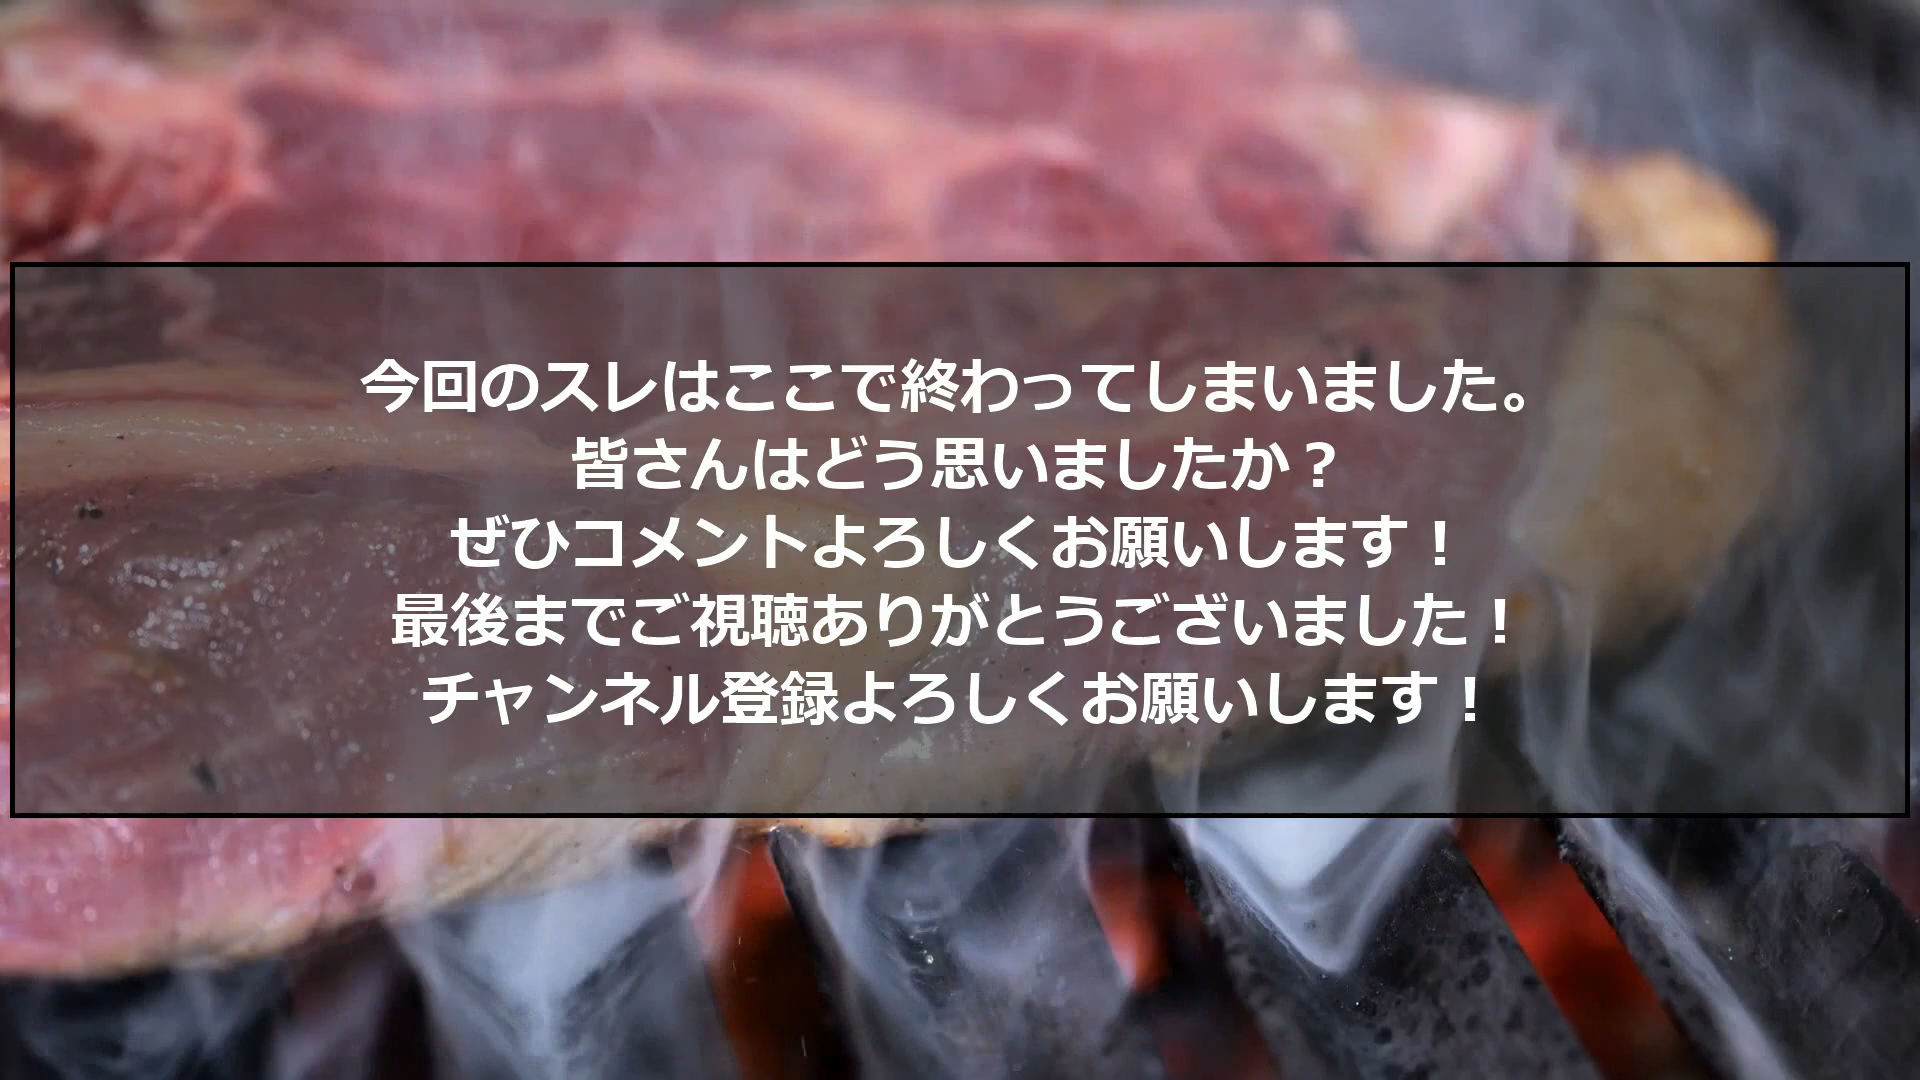 今回のスレはここで終わってしまいました。
皆さんはどう思いましたか？
ぜひコメントよろしくお願いします！
最後までご視聴ありがとうございました！
チャンネル登録よろしくお願いします！